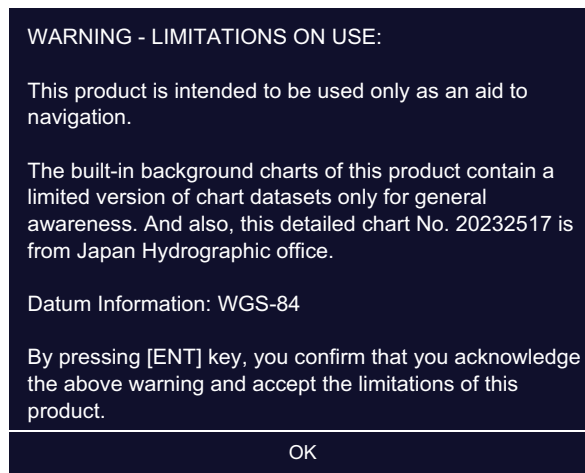 WARNING - LIMITATIONS ON USE:
This product is intended to be used only as an aid to
navigation.
The built-in background charts of this product contain a
limited version of chart datasets only for general
awareness. And also, this detailed chart No. 20232517 is
from Japan Hydrographic office.
Datum Information: WGS-84
By pressing [ENT] key, you confirm that you acknowledge
the above warning and accept the limitations of this
product.
OK